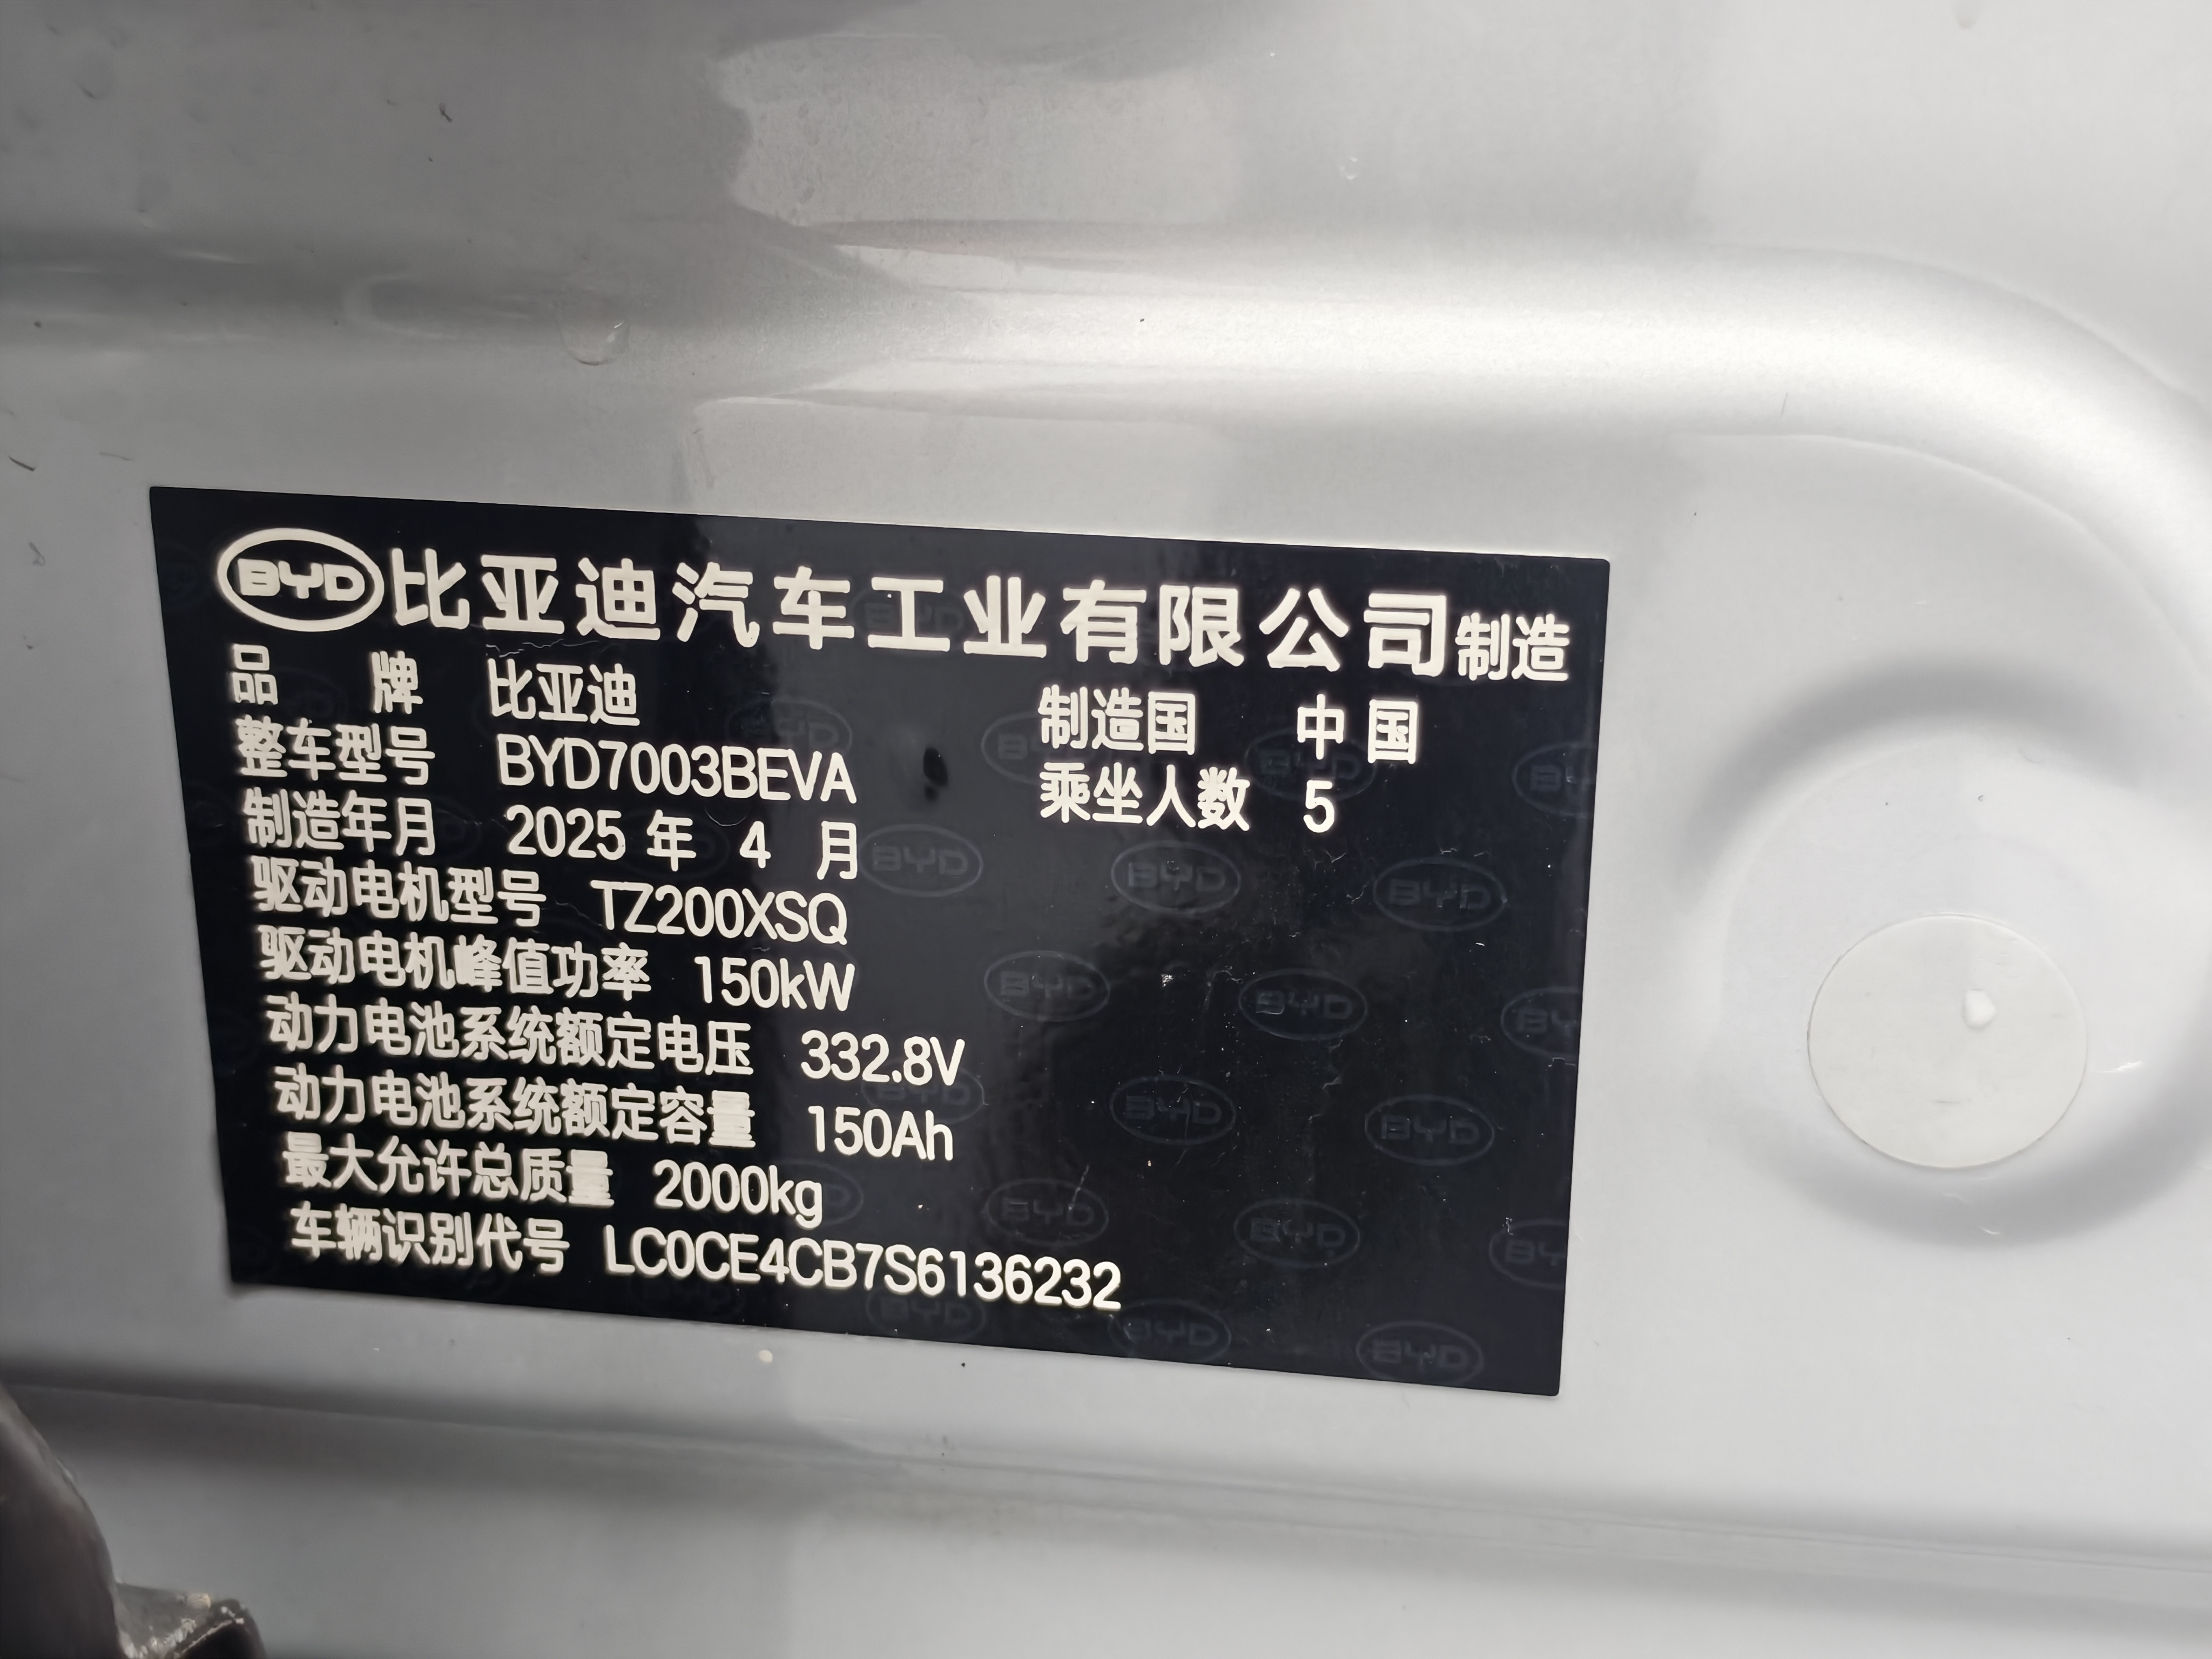 BYD 比亚迪汽车工业有限公司制造
品牌 比亚迪 制造国 中国
整车型号 BYD7003BEVA 乘坐人数 5
制造年月 2025 年 4 月
驱动电机型号 TZ200XSQ
驱动电机峰值功率 150kW
动力电池系统额定电压 332.8V
动力电池系统额定容量 150Ah
最大允许总质量 2000kg
车辆识别代号 LC0CE4CB7S6136232